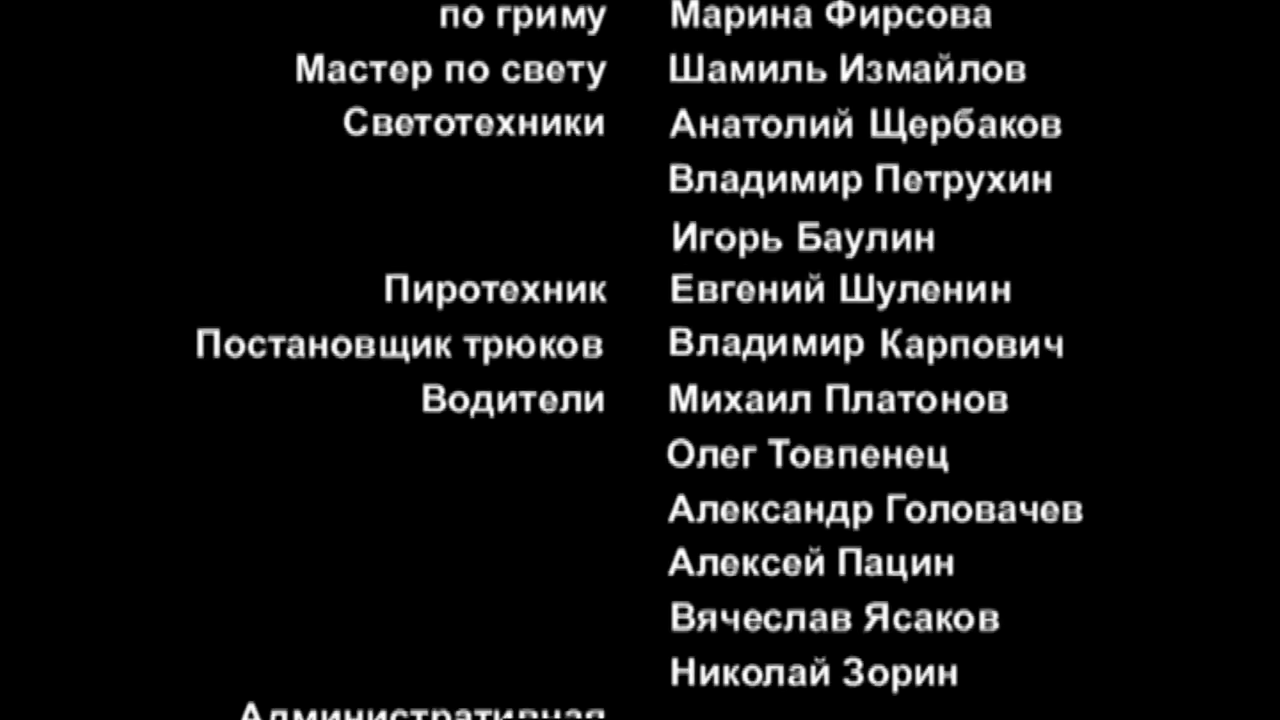 по гриму Марина Фирсова
Мастер по свету Шамиль Измайлов
Светотехники Анатолий Щербаков
Владимир Петрухин
Игорь Баулин
Пиротехник Евгений Шуленин
Постановщик трюков Владимир Карпович
Водители Михаил Платонов
Олег Товпенец
Александр Головачев
Алексей Пацин
Вячеслав Ясаков
Николай Зорин
Административная